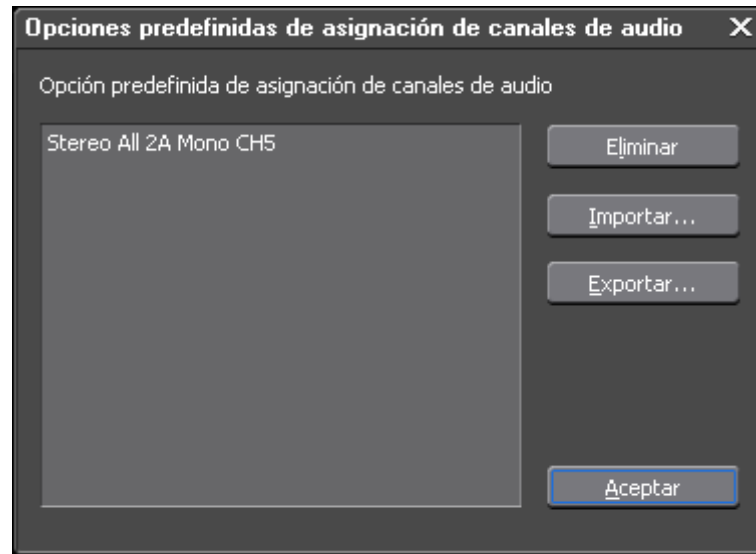 Opciones predefinidas de asignación de canales de audio
Opción predefinida de asignación de canales de audio
Stereo All 2A Mono CH5
Eliminar
Importar...
Exportar...
Aceptar